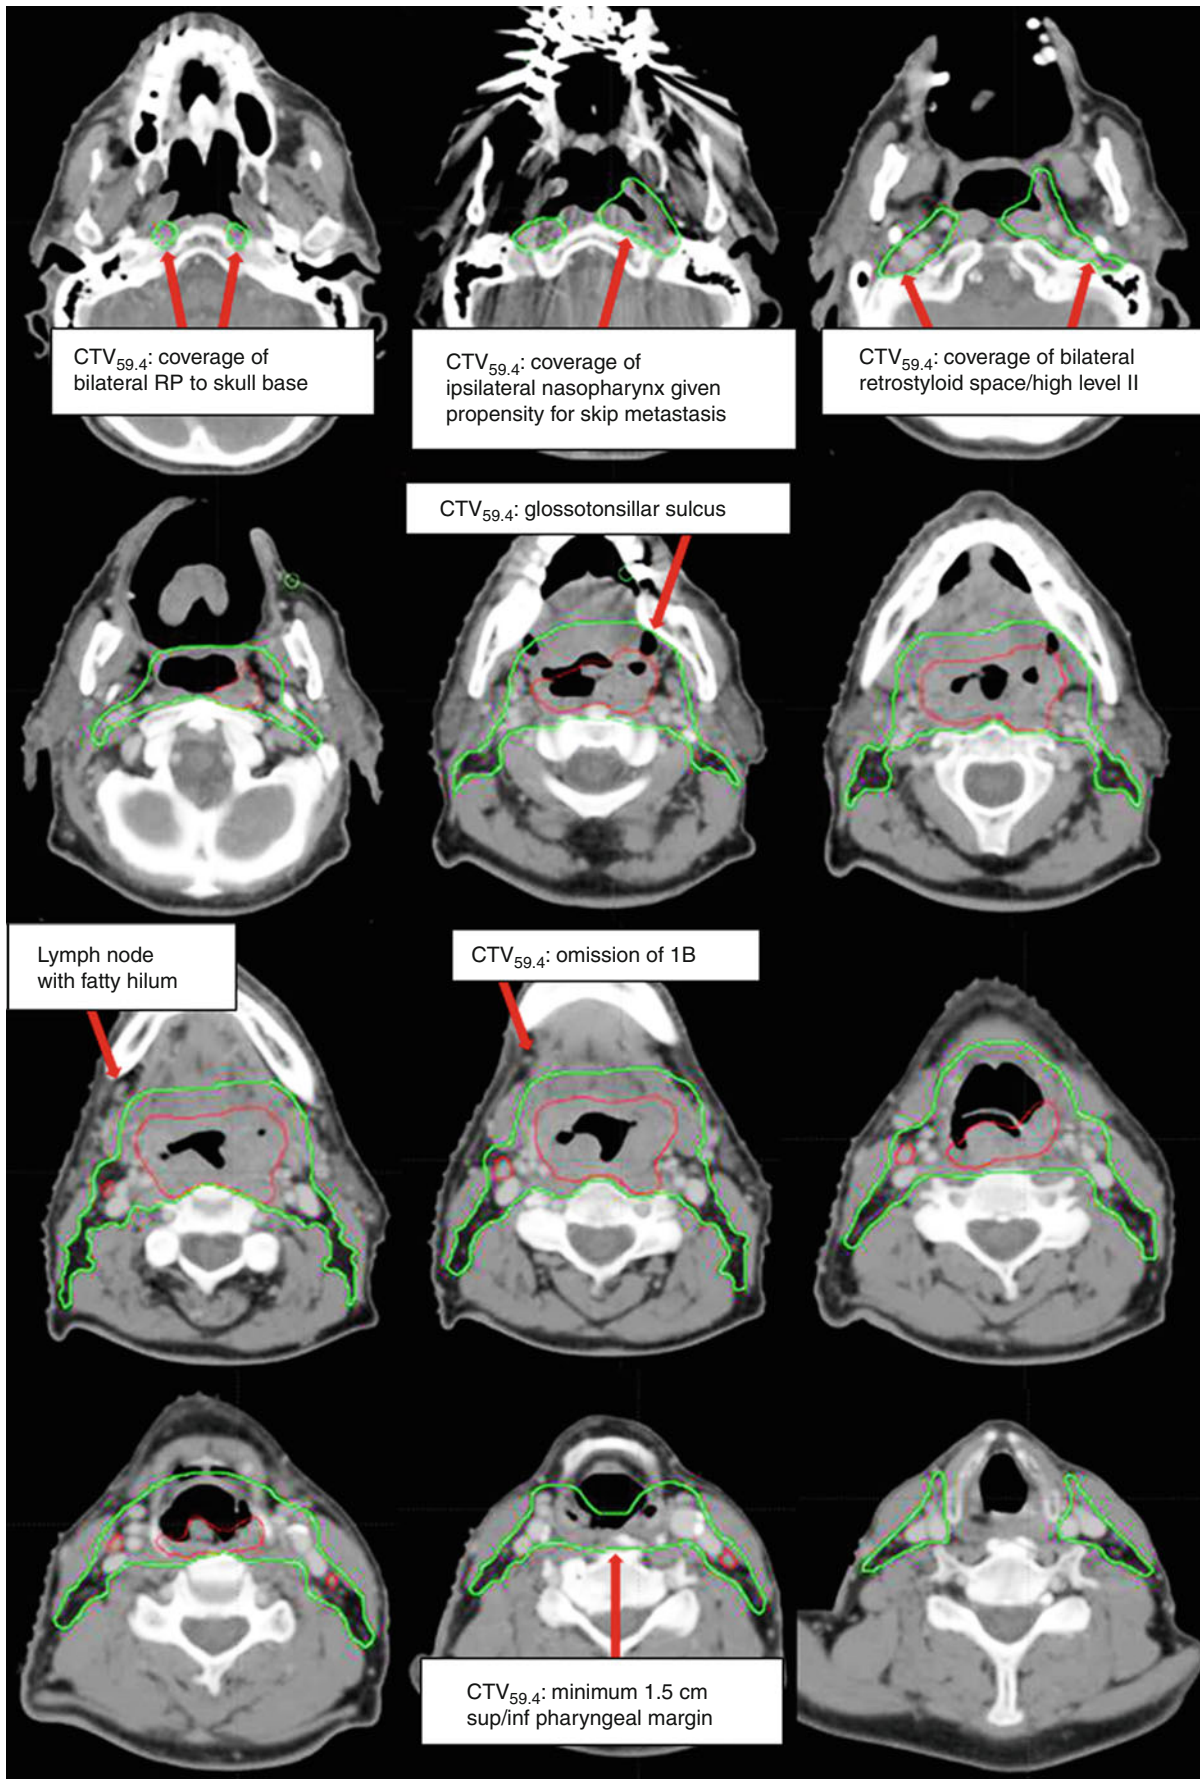 CTV59.4: coverage of
bilateral RP to skull base
CTV59.4: coverage of
ipsilateral nasopharynx given
propensity for skip metastasis
CTV59.4: coverage of bilateral
retrostyloid space/high level II
CTV59.4: glossotonsillar sulcus
Lymph node
with fatty hilum
CTV59.4: omission of 1B
CTV59.4: minimum 1.5 cm
sup/inf pharyngeal margin